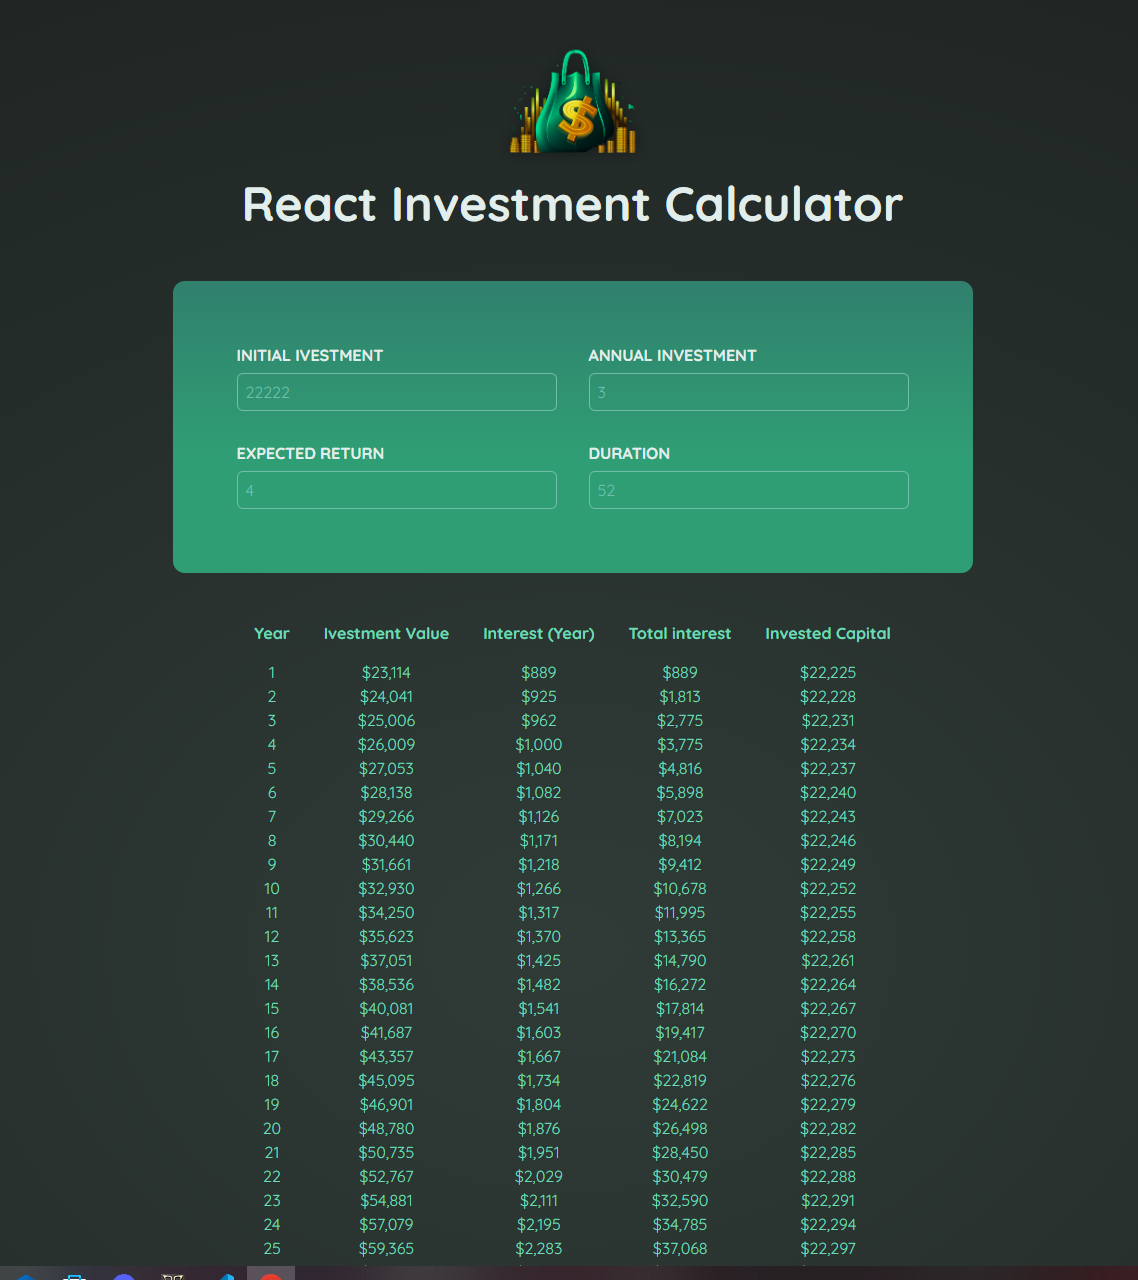 $
React Investment Calculator
INITIAL IVESTMENT ANNUAL INVESTMENT
22222 3
EXPECTED RETURN DURATION
4 52
Year Ivestment Value Interest (Year) Total interest Invested Capital
1 $23,114 $889 $889 $22,225
2 $24,041 $925 $1,813 $22,228
3 $25,006 $962 $2,775 $22,231
4 $26,009 $1,000 $3,775 $22,234
5 $27,053 $1,040 $4,816 $22,237
6 $28,138 $1,082 $5,898 $22,240
7 $29,266 $1,126 $7,023 $22,243
8 $30,440 $1,171 $8,194 $22,246
9 $31,661 $1,218 $9,412 $22,249
10 $32,930 $1,266 $10,678 $22,252
11 $34,250 $1,317 $11,995 $22,255
12 $35,623 $1,370 $13,365 $22,258
13 $37,051 $1,425 $14,790 $22,261
14 $38,536 $1,482 $16,272 $22,264
15 $40,081 $1,541 $17,814 $22,267
16 $41,687 $1,603 $19,417 $22,270
17 $43,357 $1,667 $21,084 $22,273
18 $45,095 $1,734 $22,819 $22,276
19 $46,901 $1,804 $24,622 $22,279
20 $48,780 $1,876 $26,498 $22,282
21 $50,735 $1,951 $28,450 $22,285
22 $52,767 $2,029 $30,479 $22,288
23 $54,881 $2,111 $32,590 $22,291
24 $57,079 $2,195 $34,785 $22,294
25 $59,365 $2,283 $37,068 $22,297